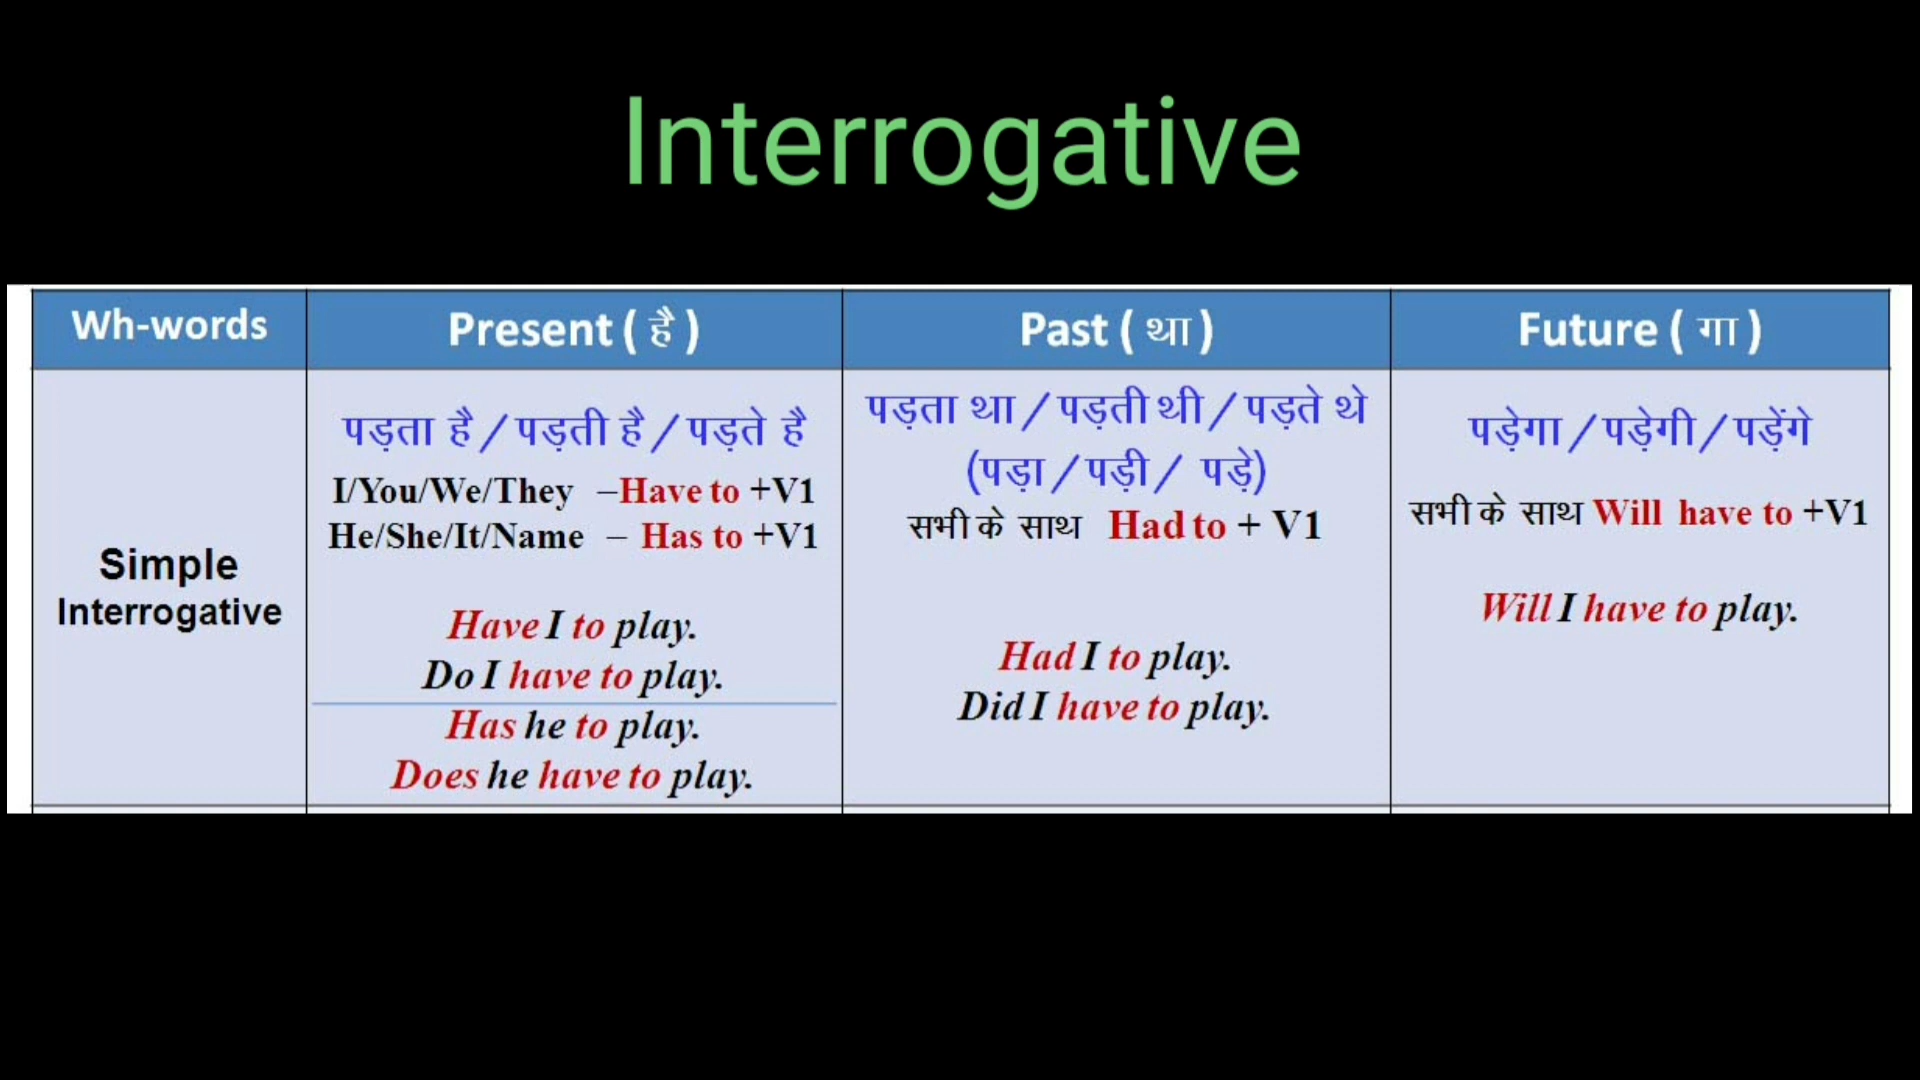 Interrogative
Wh-words
Present ( है )
Past ( था )
Future ( गा )
Simple
Interrogative
पड़ता है / पड़ती है / पड़ते है
I/You/We/They –Have to +V1
He/She/It/Name – Has to +V1
Have I to play.
Do I have to play.
Has he to play.
Does he have to play.
पड़ता था / पड़ती थी / पड़ते थे
(पड़ा / पड़ी / पड़े)
सभी के साथ Had to + V1
Had I to play.
Did I have to play.
पड़ेगा / पड़ेगी / पड़ेंगे
सभी के साथ Will have to +V1
Will I have to play.